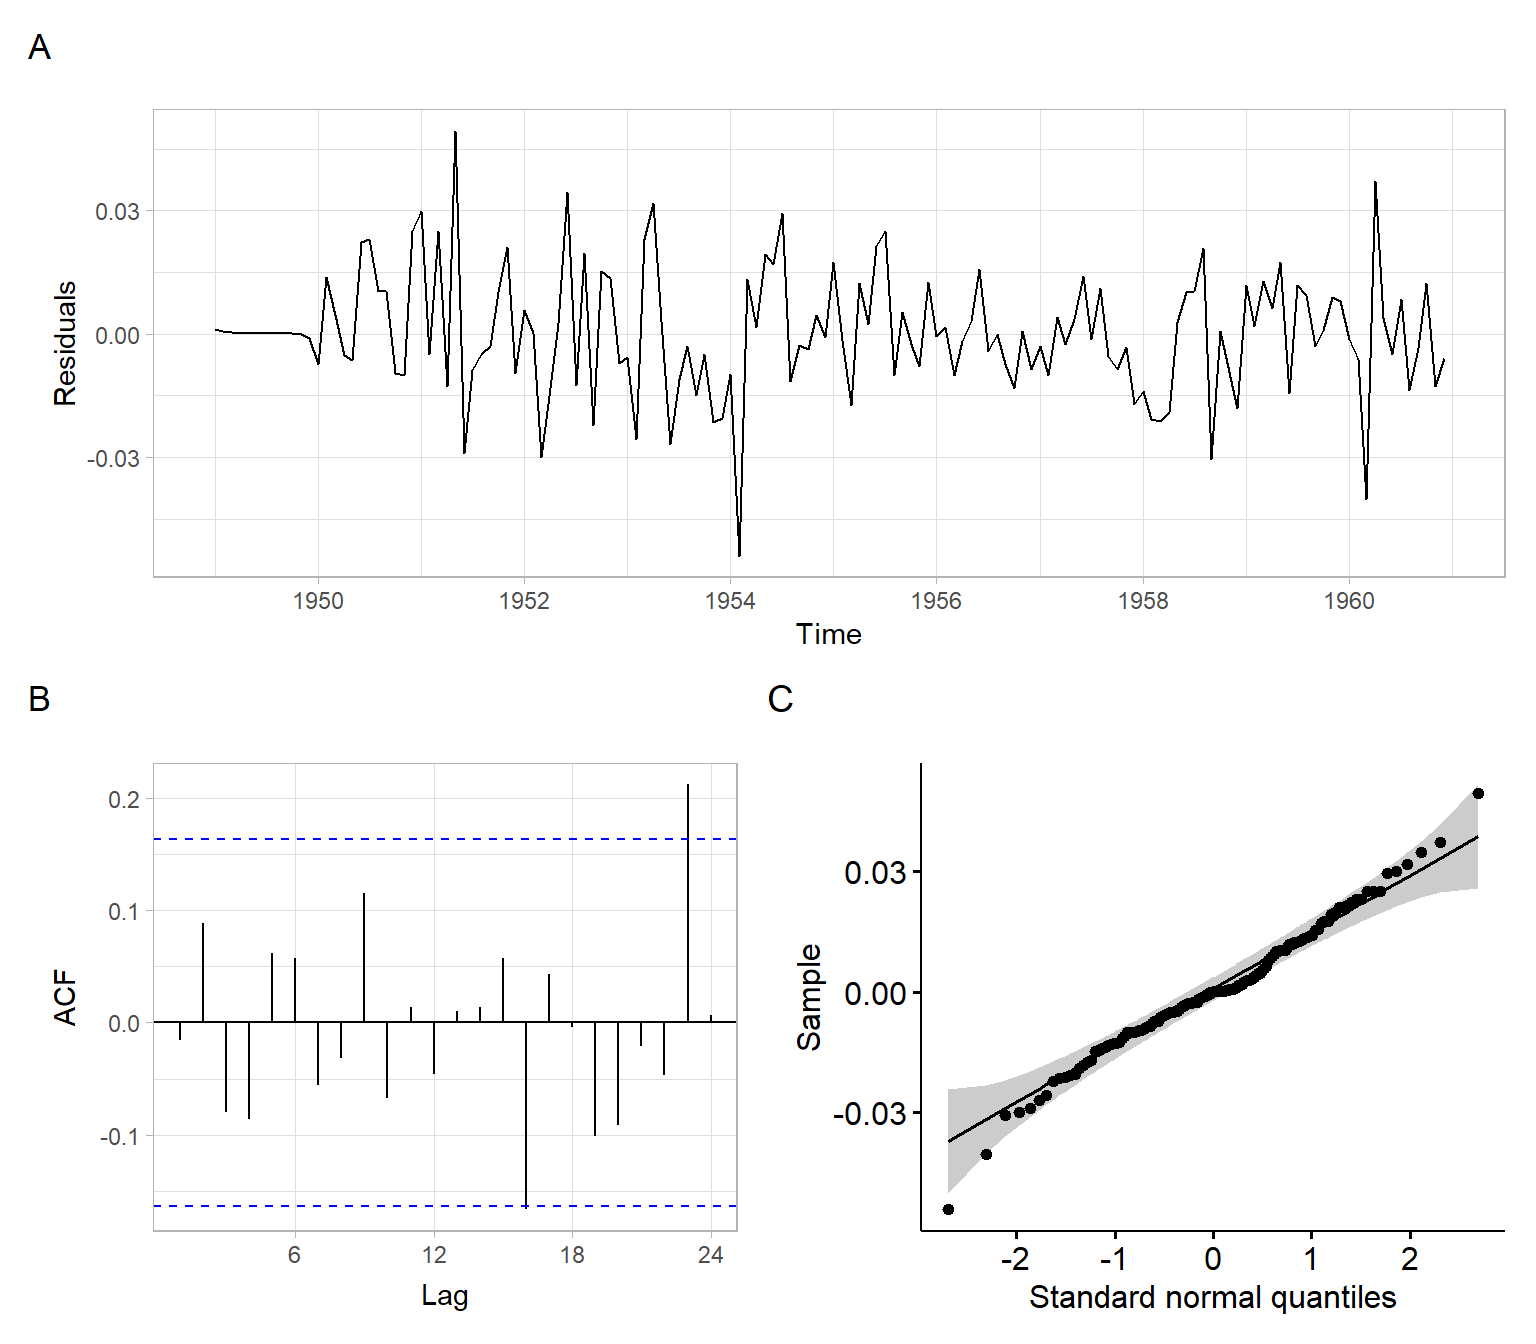 A
0.03
0.00
-0.03
Residuals
1950 1952 1954 1956 1958 1960
Time
B
0.2
0.1
0.0
-0.1
ACF
6 12 18 24
Lag
C
0.03
0.00
-0.03
Sample
-2 -1 0 1 2
Standard normal quantiles